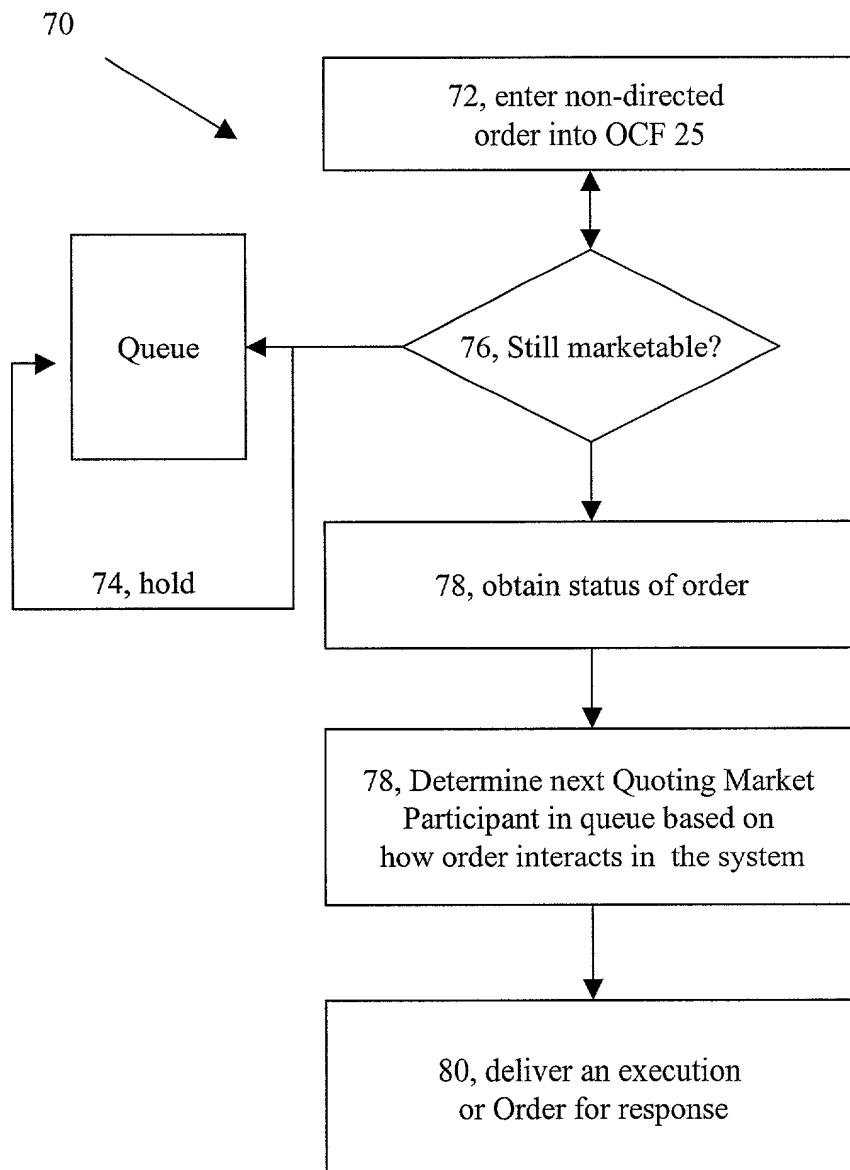 70
72, enter non-directed
order into OCF 25
Queue
76, Still marketable?
74, hold
78, obtain status of order
78, Determine next Quoting Market
Participant in queue based on
how order interacts in the system
80, deliver an execution
or Order for response